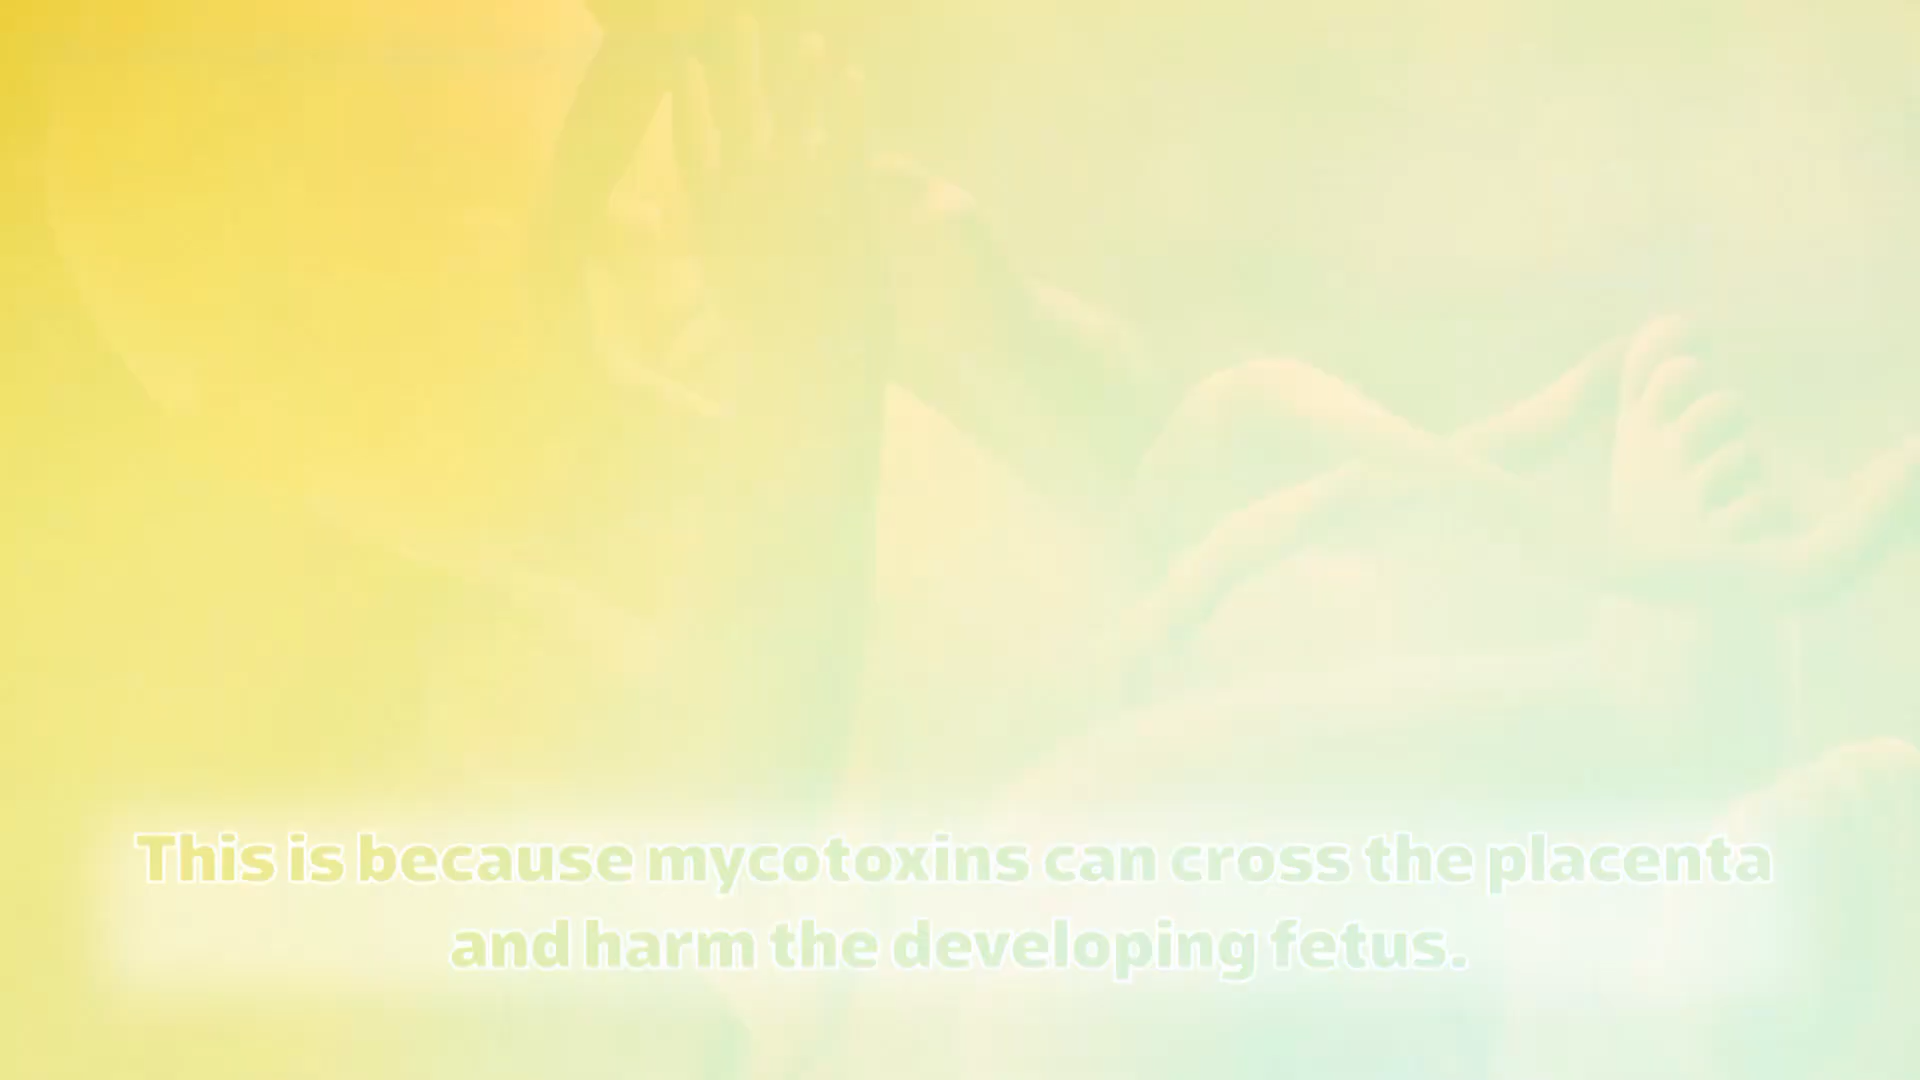 This is because mycotoxins can cross the placenta
and harm the developing fetus.